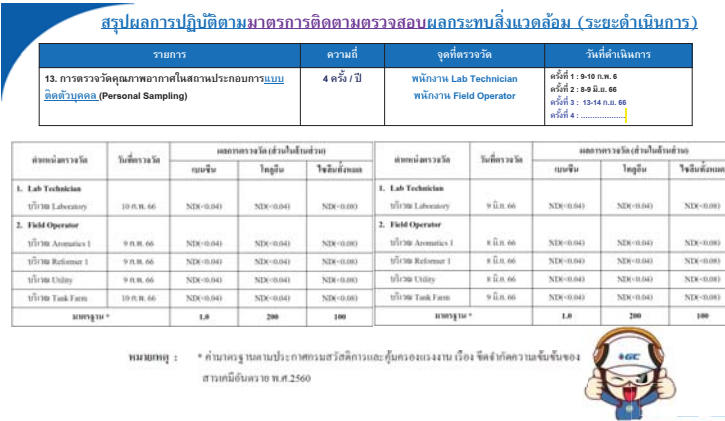 สรุปผลการปฏิบัติตามมาตรการติดตามตรวจสอบผลกระทบสิ่งแวดล้อม (ระยะดำเนินการ)
รายการ ความถี่ จุดที่ตรวจวัด วันที่ดำเนินการ
13. การตรวจวัดคุณภาพอากาศในสถานประกอบการแบบ 4 ครั้ง / ปี พนักงาน Lab Technician ครั้งที่ 1 : 9-10 ก.พ. 6
ติดตัวบุคคล (Personal Sampling) พนักงาน Field Operator ครั้งที่ 2 : 8-9 มิ.ย. 66
ครั้งที่ 3 : 13-14 ก.ย. 66
ครั้งที่ 4 : ....................
ตำแหน่งตรวจวัด วันที่ตรวจวัด ผลการตรวจวัด (ส่วนในล้านส่วน) ตำแหน่งตรวจวัด วันที่ตรวจวัด ผลการตรวจวัด (ส่วนในล้านส่วน)
เบนซีน โทลูอีน ไซลีนทั้งหมด เบนซีน โทลูอีน ไซลีนทั้งหมด
1. Lab Technician 1. Lab Technician
บริเวณ Laboratory 10 ก.พ. 66 ND(<0.04) ND(<0.04) ND(<0.08) บริเวณ Laboratory 9 มิ.ย. 66 ND(<0.04) ND(<0.04) ND(<0.08)
2. Field Operator 2. Field Operator
บริเวณ Aromatics 1 9 ก.พ. 66 ND(<0.04) ND(<0.04) ND(<0.08) บริเวณ Aromatics 1 8 มิ.ย. 66 ND(<0.04) ND(<0.04) ND(<0.08)
บริเวณ Reformer 1 9 ก.พ. 66 ND(<0.04) ND(<0.04) ND(<0.08) บริเวณ Reformer 1 8 มิ.ย. 66 ND(<0.04) ND(<0.04) ND(<0.08)
บริเวณ Utility 9 ก.พ. 66 ND(<0.04) ND(<0.04) ND(<0.08) บริเวณ Utility 8 มิ.ย. 66 ND(<0.04) ND(<0.04) ND(<0.08)
บริเวณ Tank Farm 10 ก.พ. 66 ND(<0.04) ND(<0.04) ND(<0.08) บริเวณ Tank Farm 9 มิ.ย. 66 ND(<0.04) ND(<0.04) ND(<0.08)
มาตรฐาน * 1.0 200 100 มาตรฐาน * 1.0 200 100
หมายเหตุ : * ค่ามาตรฐานตามประกาศกรมสวัสดิการและคุ้มครองแรงงาน เรื่อง ขีดจำกัดความเข้มข้นของ
สารเคมีอันตราย พ.ศ.2560
GC